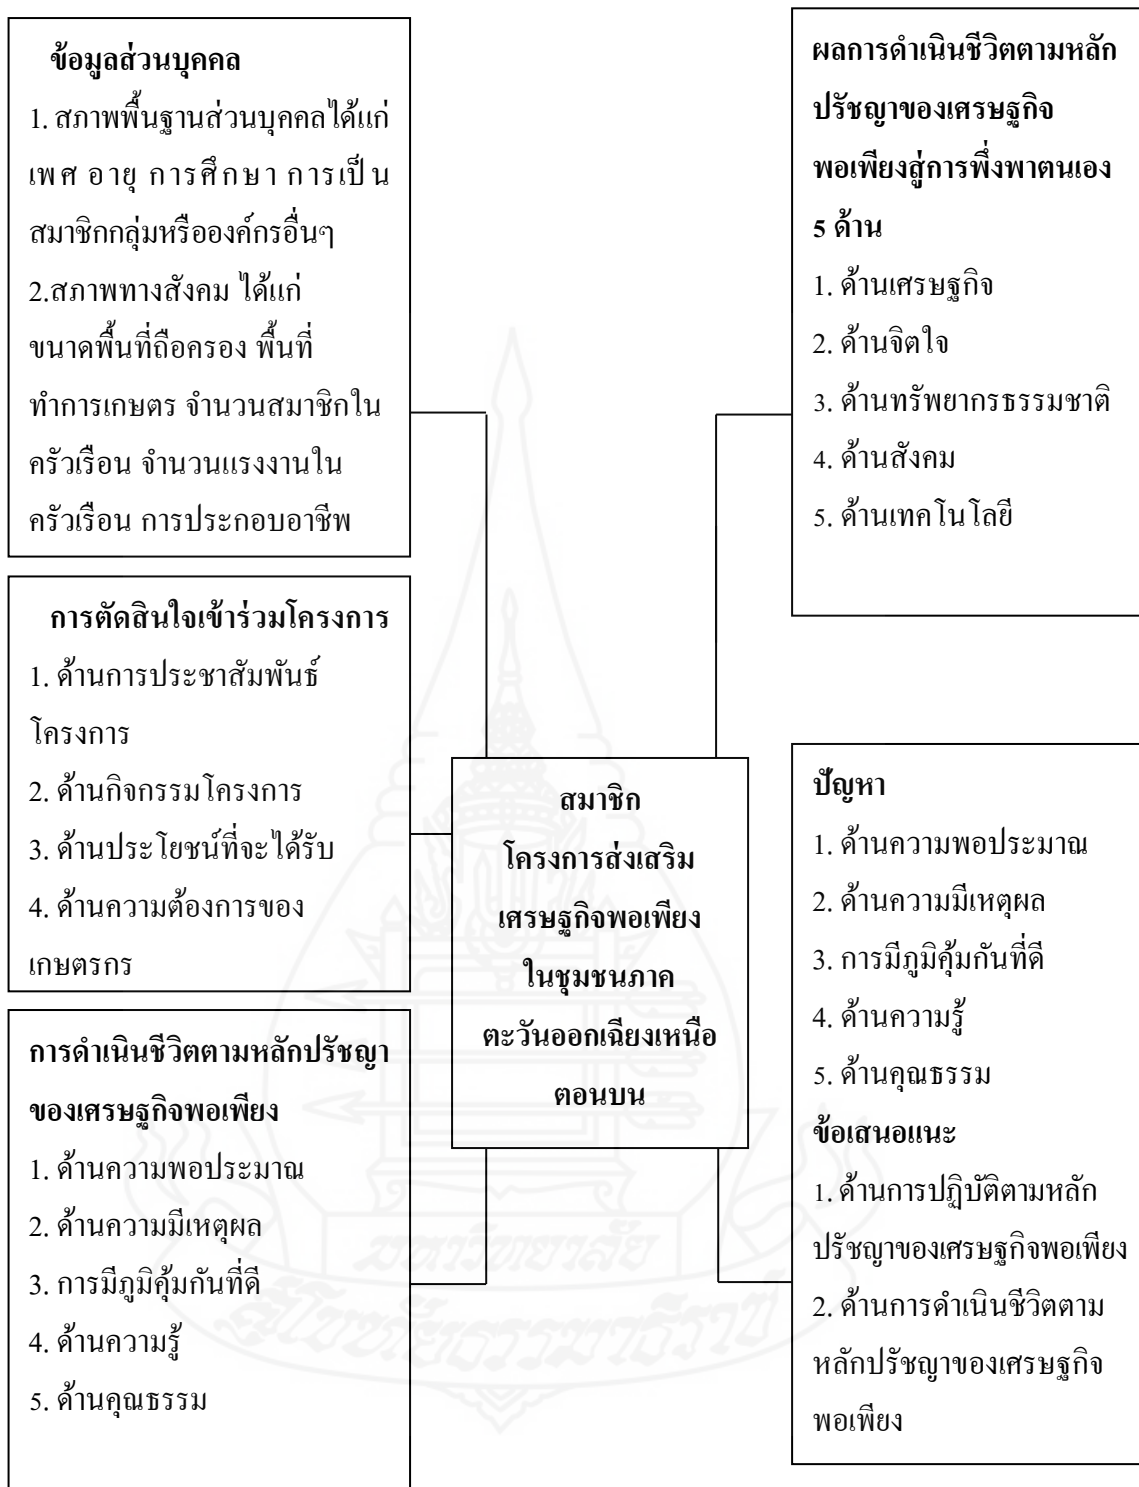 ข้อมูลส่วนบุคคล
1. สภาพพื้นฐานส่วนบุคคลได้แก่
เพศ อายุ การศึกษา การเป็น
สมาชิกกลุ่มหรือองค์กรอื่นๆ
2.สภาพทางสังคม ได้แก่
ขนาดพื้นที่ถือครอง พื้นที่
ทำการเกษตร จำนวนสมาชิกใน
ครัวเรือน จำนวนแรงงานใน
ครัวเรือน การประกอบอาชีพ
การตัดสินใจเข้าร่วมโครงการ
1. ด้านการประชาสัมพันธ์
โครงการ
2. ด้านกิจกรรมโครงการ
3. ด้านประโยชน์ที่จะได้รับ
4. ด้านความต้องการของ
เกษตรกร
การดำเนินชีวิตตามหลักปรัชญา
ของเศรษฐกิจพอเพียง
1. ด้านความพอประมาณ
2. ด้านความมีเหตุผล
3. การมีภูมิคุ้มกันที่ดี
4. ด้านความรู้
5. ด้านคุณธรรม
สมาชิก
โครงการส่งเสริม
เศรษฐกิจพอเพียง
ในชุมชนภาค
ตะวันออกเฉียงเหนือ
ตอนบน
ผลการดำเนินชีวิตตามหลัก
ปรัชญาของเศรษฐกิจ
พอเพียงสู่การพึ่งพาตนเอง
5 ด้าน
1. ด้านเศรษฐกิจ
2. ด้านจิตใจ
3. ด้านทรัพยากรธรรมชาติ
4. ด้านสังคม
5. ด้านเทคโนโลยี
ปัญหา
1. ด้านความพอประมาณ
2. ด้านความมีเหตุผล
3. การมีภูมิคุ้มกันที่ดี
4. ด้านความรู้
5. ด้านคุณธรรม
ข้อเสนอแนะ
1. ด้านการปฏิบัติตามหลัก
ปรัชญาของเศรษฐกิจพอเพียง
2. ด้านการดำเนินชีวิตตาม
หลักปรัชญาของเศรษฐกิจ
พอเพียง
มหาวิทยาลัย
สุโขทัยธรรมาธิราช